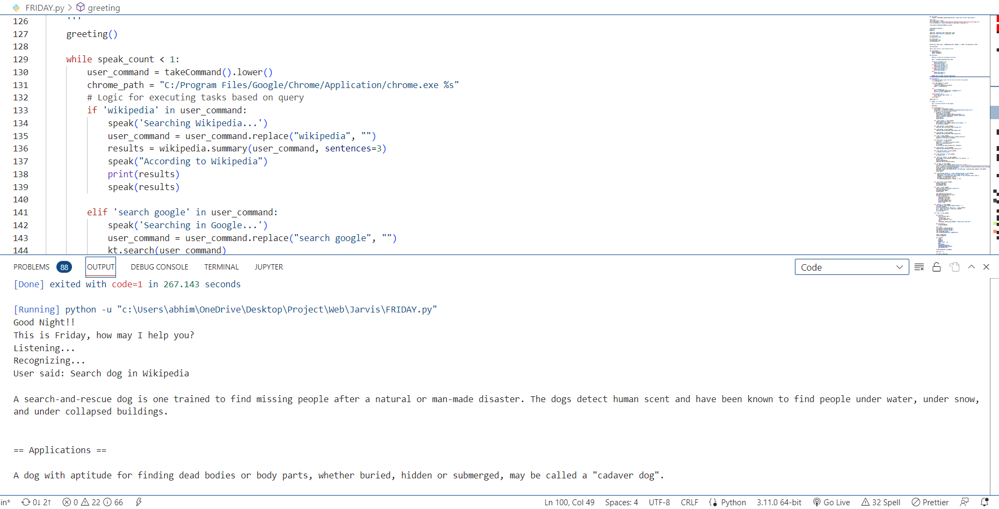 FRIDAY.py > greeting
126 '''
127 greeting()
128
129 while speak_count < 1:
130 user_command = takeCommand().lower()
131 chrome_path = "C:/Program Files/Google/Chrome/Application/chrome.exe %s"
132 # Logic for executing tasks based on query
133 if 'wikipedia' in user_command:
134 speak('Searching Wikipedia...')
135 user_command = user_command.replace("wikipedia", "")
136 results = wikipedia.summary(user_command, sentences=3)
137 speak("According to Wikipedia")
138 print(results)
139 speak(results)
140
141 elif 'search google' in user_command:
142 speak('Searching in Google...')
143 user_command = user_command.replace("search google", "")
144 kt.search(user_command)
PROBLEMS 88 OUTPUT DEBUG CONSOLE TERMINAL JUPYTER Code
[Done] exited with code=1 in 267.143 seconds
[Running] python -u "c:\Users\abhim\OneDrive\Desktop\Project\Web\Jarvis\FRIDAY.py"
Good Night!!
This is Friday, how may I help you?
Listening...
Recognizing...
User said: Search dog in Wikipedia
A search-and-rescue dog is one trained to find missing people after a natural or man-made disaster. The dogs detect human scent and have been known to find people under water, under snow,
and under collapsed buildings.
== Applications ==
A dog with aptitude for finding dead bodies or body parts, whether buried, hidden or submerged, may be called a "cadaver dog".
in* 0↓ 2↑ 0 22 66 Ln 100, Col 49 Spaces: 4 UTF-8 CRLF Python 3.11.0 64-bit Go Live 32 Spell Prettier